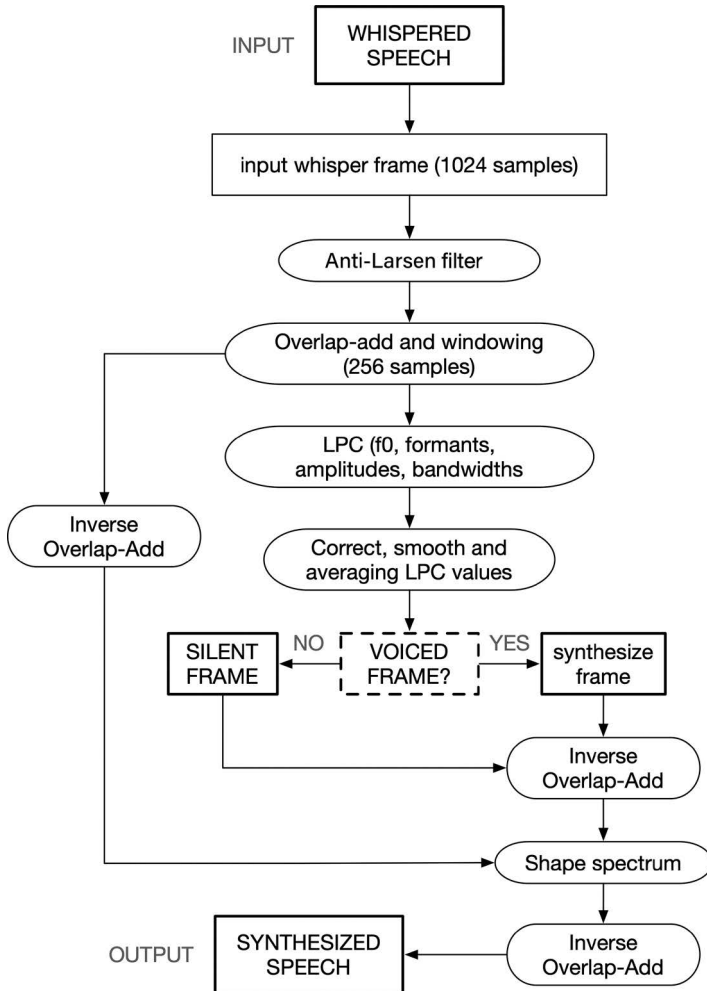 INPUT
WHISPERED
SPEECH
input whisper frame (1024 samples)
Anti-Larsen filter
Overlap-add and windowing
(256 samples)
LPC (f0, formants,
amplitudes, bandwidths
Inverse
Overlap-Add
Correct, smooth and
averaging LPC values
SILENT
FRAME
NO
VOICED
FRAME?
YES
synthesize
frame
Inverse
Overlap-Add
Shape spectrum
OUTPUT
SYNTHESIZED
SPEECH
Inverse
Overlap-Add